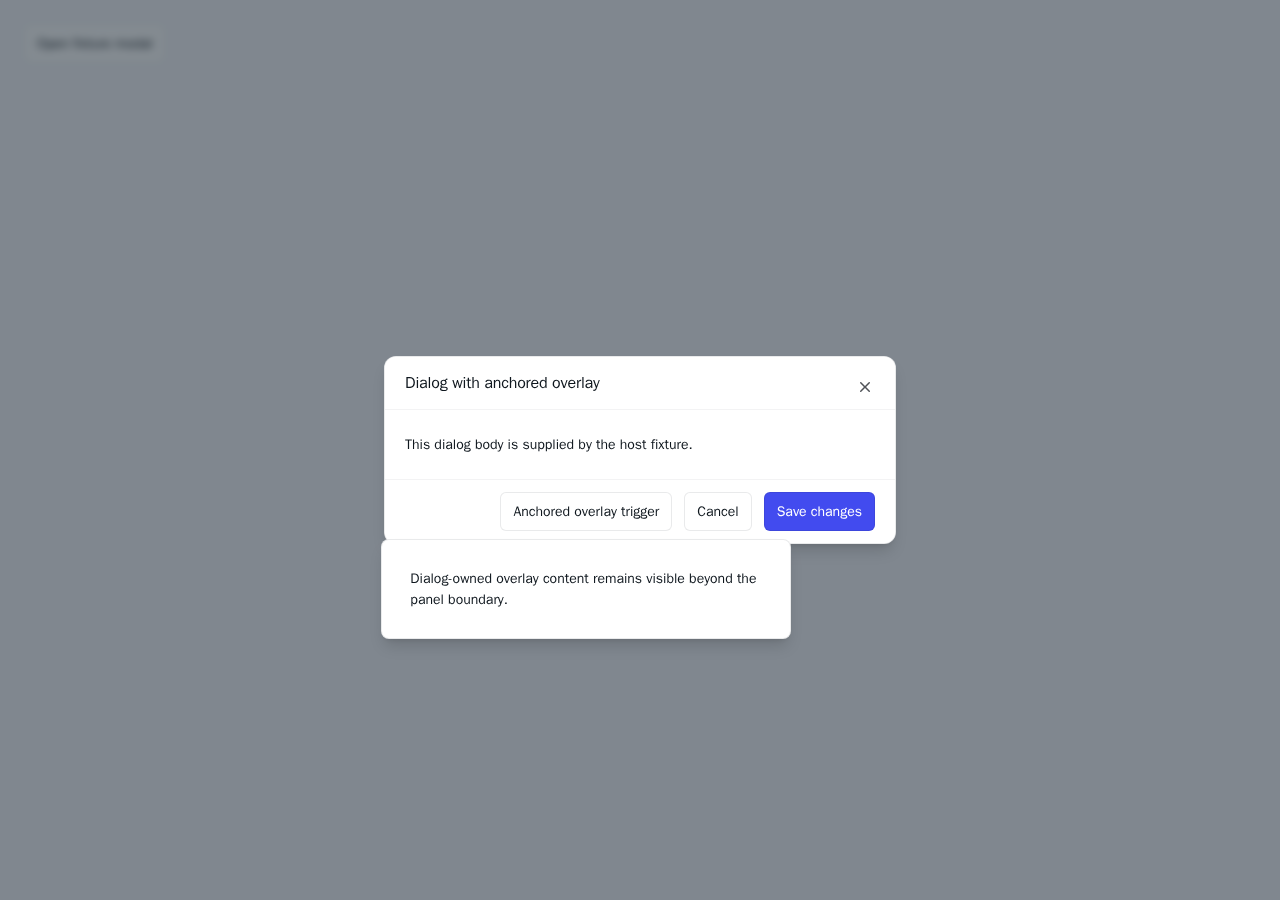 Dialog with anchored overlay
This dialog body is supplied by the host fixture.
Anchored overlay trigger
Cancel
Save changes
Dialog-owned overlay content remains visible beyond the
panel boundary.